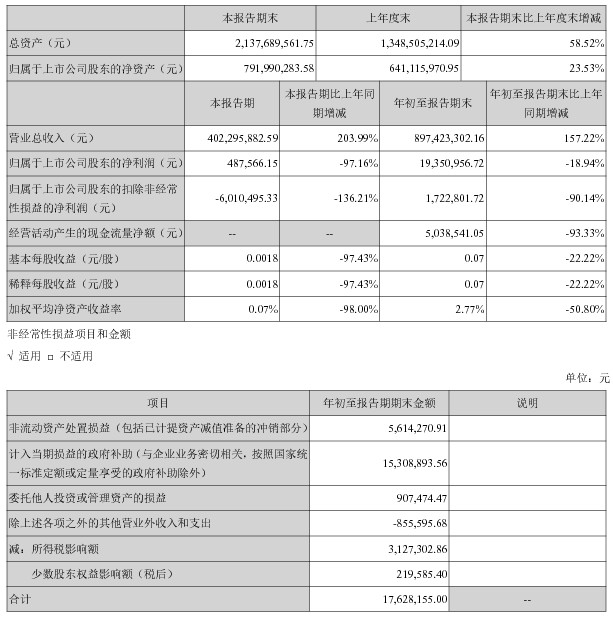 本报告期末 上年度末 本报告期末比上年度末增减
总资产（元） 2,137,689,561.75 1,348,505,214.09 58.52%
归属于上市公司股东的净资产（元） 791,990,283.58 641,115,970.95 23.53%
本报告期 本报告期比上年同期增减 年初至报告期末 年初至报告期末比上年同期增减
营业总收入（元） 402,295,882.59 203.99% 897,423,302.16 157.22%
归属于上市公司股东的净利润（元） 487,566.15 -97.16% 19,350,956.72 -18.94%
归属于上市公司股东的扣除非经常
性损益的净利润（元） -6,010,495.33 -136.21% 1,722,801.72 -90.14%
经营活动产生的现金流量净额（元） -- -- 5,038,541.05 -93.33%
基本每股收益（元/股） 0.0018 -97.43% 0.07 -22.22%
稀释每股收益（元/股） 0.0018 -97.43% 0.07 -22.22%
加权平均净资产收益率 0.07% -98.00% 2.77% -50.80%
非经常性损益项目和金额
√ 适用 □ 不适用
单位：元
项目 年初至报告期期末金额 说明
非流动资产处置损益（包括已计提资产减值准备的冲销部分） 5,614,270.91
计入当期损益的政府补助（与企业业务密切相关，按照国家统
一标准定额或定量享受的政府补助除外） 15,308,893.56
委托他人投资或管理资产的损益 907,474.47
除上述各项之外的其他营业外收入和支出 -855,595.68
减：所得税影响额 3,127,302.86
少数股东权益影响额（税后） 219,585.40
合计 17,628,155.00 --